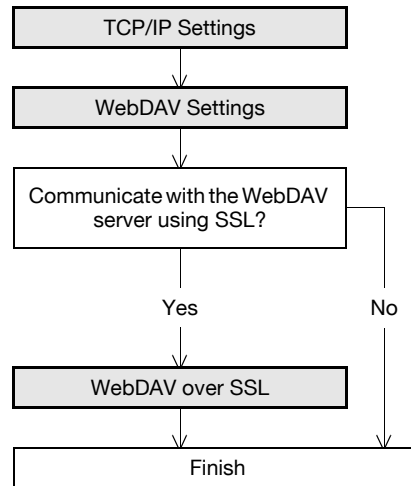 TCP/IP Settings
WebDAV Settings
Communicate with the WebDAV
server using SSL?
Yes
No
WebDAV over SSL
Finish